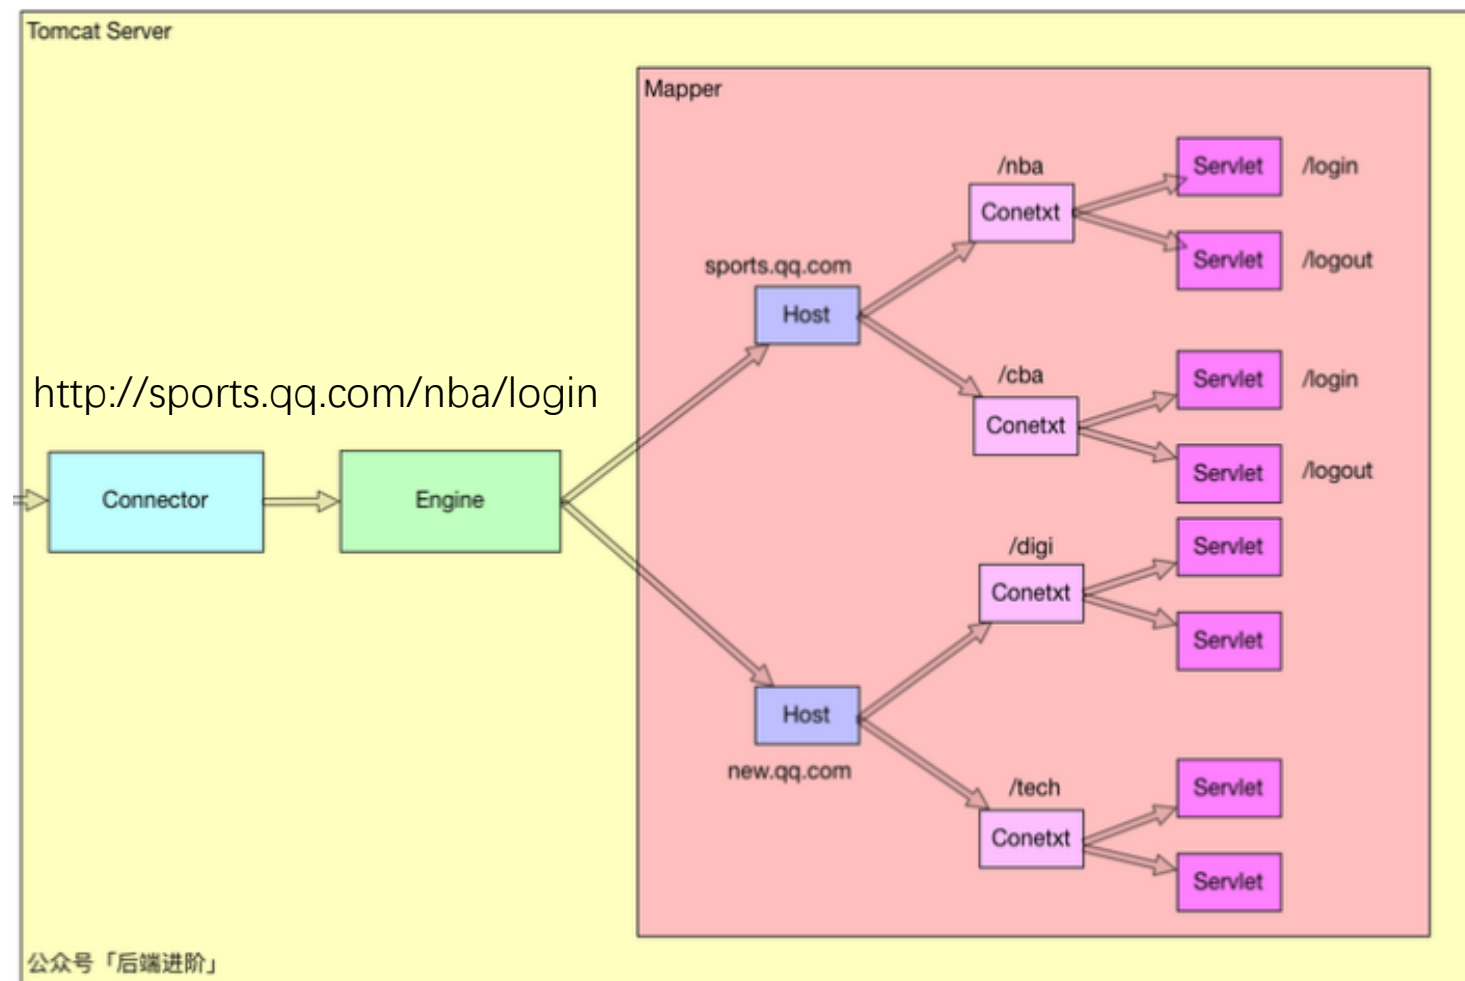 Tomcat Server
Mapper
/nba
Servlet
/login
Conetxt
Servlet
/logout
sports.qq.com
Host
/cba
Servlet
/login
Conetxt
Servlet
/logout
http://sports.qq.com/nba/login
Connector
Engine
/digi
Servlet
Conetxt
Servlet
Host
new.qq.com
/tech
Servlet
Conetxt
Servlet
公众号「后端进阶」